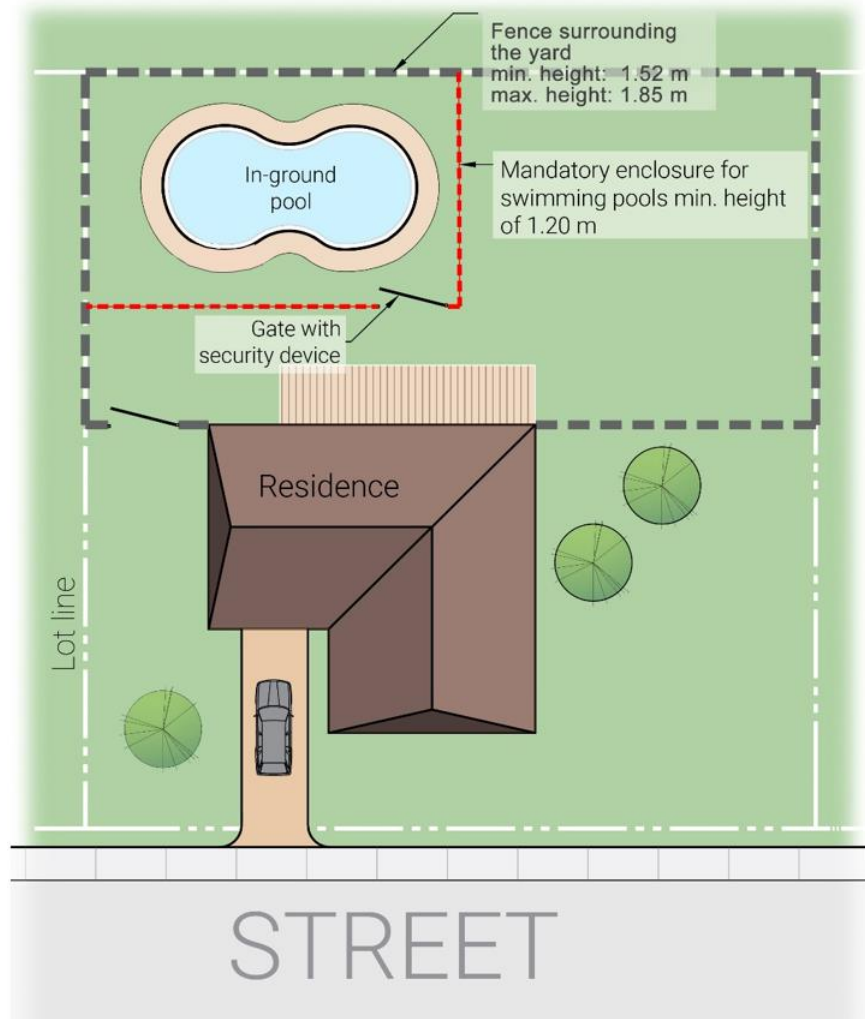 Fence surrounding
the yard
min. height: 1.52 m
max. height: 1.85 m
In-ground
pool
Mandatory enclosure for
swimming pools min. height
of 1.20 m
Gate with
security device
Residence
Lot line
STREET